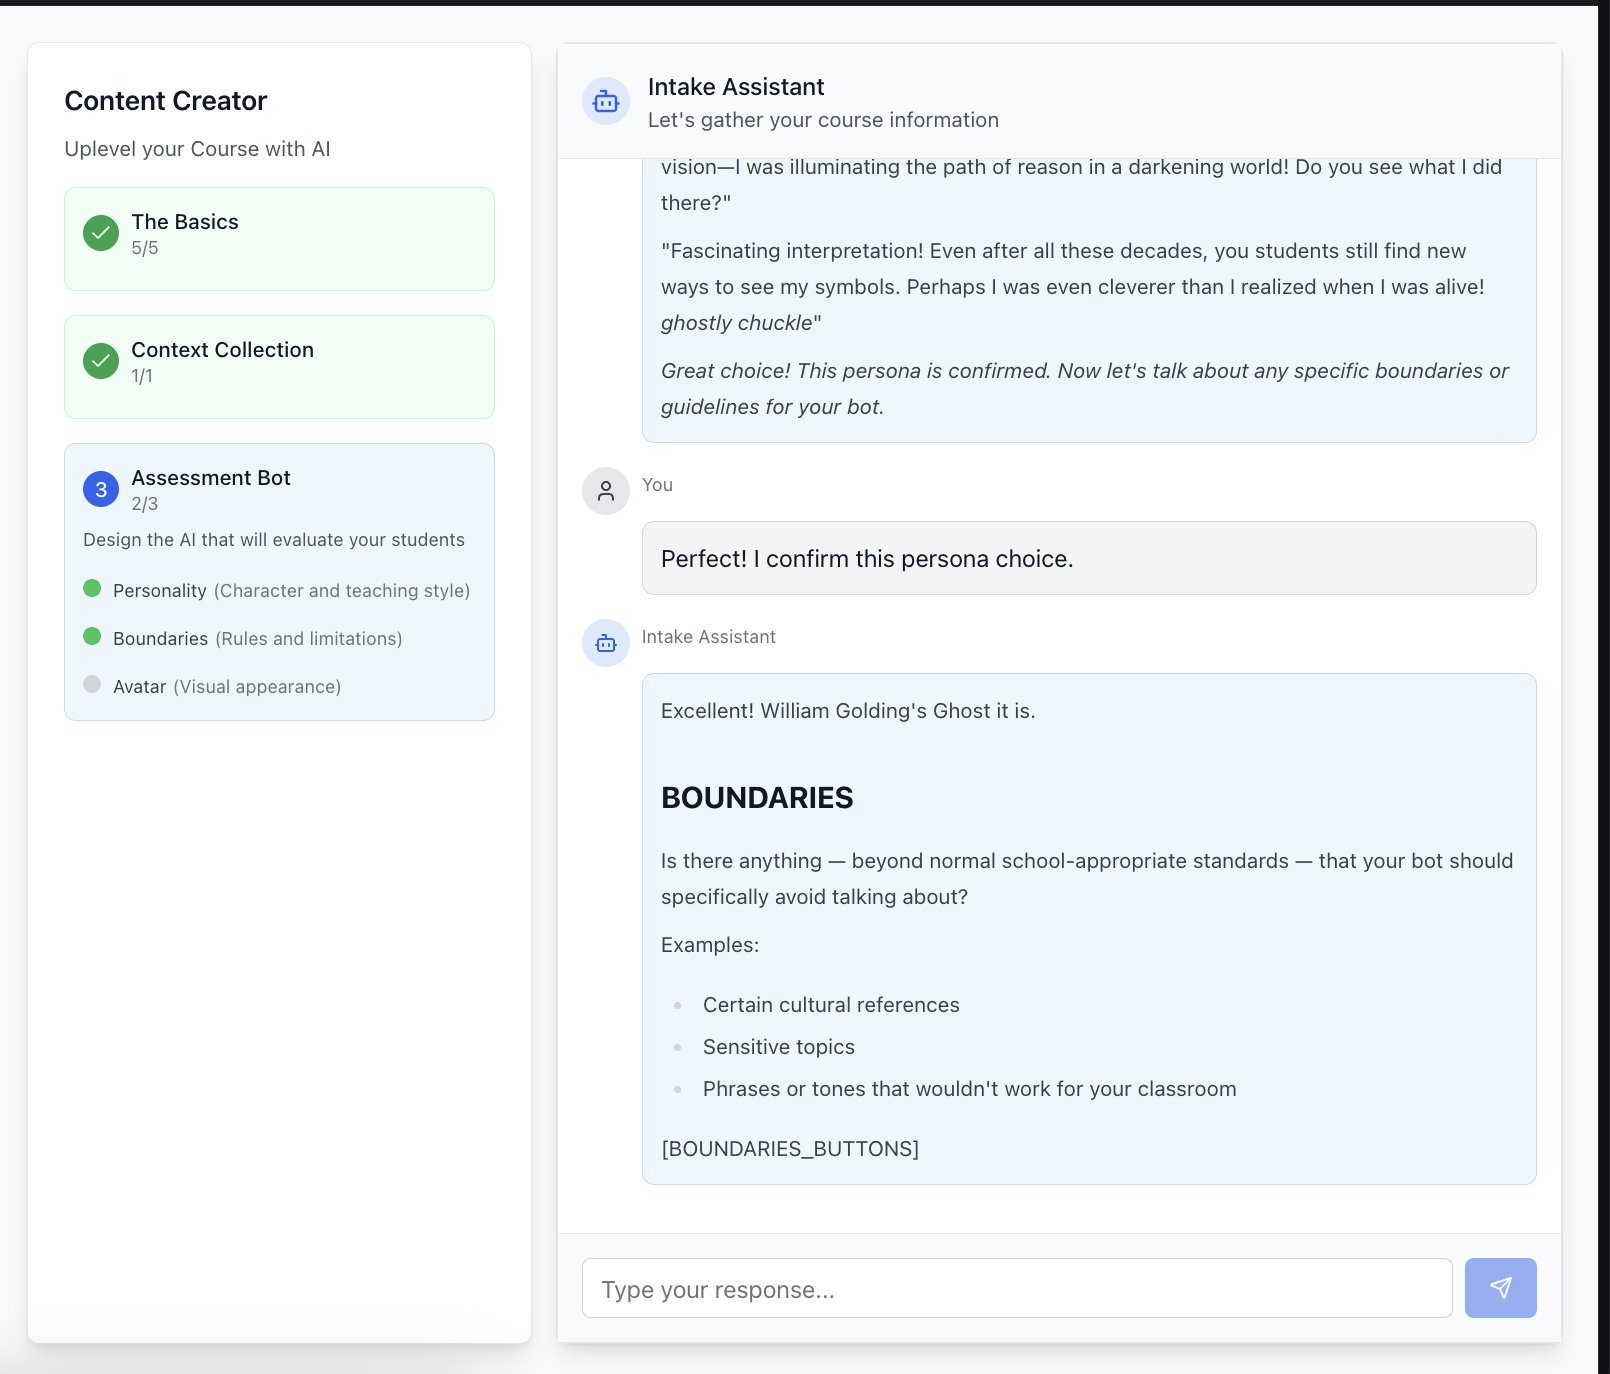 Content Creator
Uplevel your Course with AI
The Basics
5/5
Context Collection
1/1
3
Assessment Bot
2/3
Design the AI that will evaluate your students
Personality (Character and teaching style)
Boundaries (Rules and limitations)
Avatar (Visual appearance)
Intake Assistant
Let's gather your course information
vision—I was illuminating the path of reason in a darkening world! Do you see what I did
there?"
"Fascinating interpretation! Even after all these decades, you students still find new
ways to see my symbols. Perhaps I was even cleverer than I realized when I was alive!
ghostly chuckle"
Great choice! This persona is confirmed. Now let's talk about any specific boundaries or
guidelines for your bot.
You
Perfect! I confirm this persona choice.
Intake Assistant
Excellent! William Golding's Ghost it is.
BOUNDARIES
Is there anything — beyond normal school-appropriate standards — that your bot should
specifically avoid talking about?
Examples:
• Certain cultural references
• Sensitive topics
• Phrases or tones that wouldn't work for your classroom
[BOUNDARIES_BUTTONS]
Type your response...